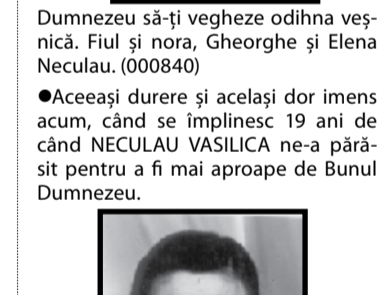 Dumnezeu să-ți vegheze odihna veș-
nică. Fiul și nora, Gheorghe și Elena
Neculau. (000840)
●Aceeași durere și același dor imens
acum, când se împlinesc 19 ani de
când NECULAU VASILICA ne-a pără-
sit pentru a fi mai aproape de Bunul
Dumnezeu.